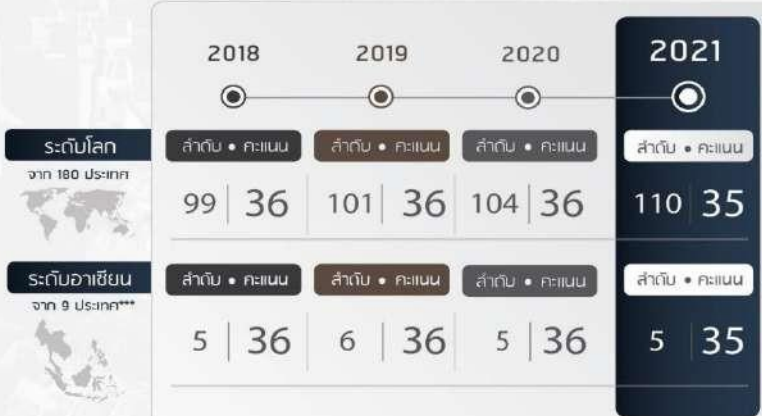 2018 2019 2020 2021
ระดับโลก ลำดับ • คะแนน ลำดับ • คะแนน ลำดับ • คะแนน ลำดับ • คะแนน
จาก 180 ประเทศ
99 36 101 36 104 36 110 35
ระดับอาเซียน ลำดับ • คะแนน ลำดับ • คะแนน ลำดับ • คะแนน ลำดับ • คะแนน
จาก 9 ประเทศ***
5 36 6 36 5 36 5 35